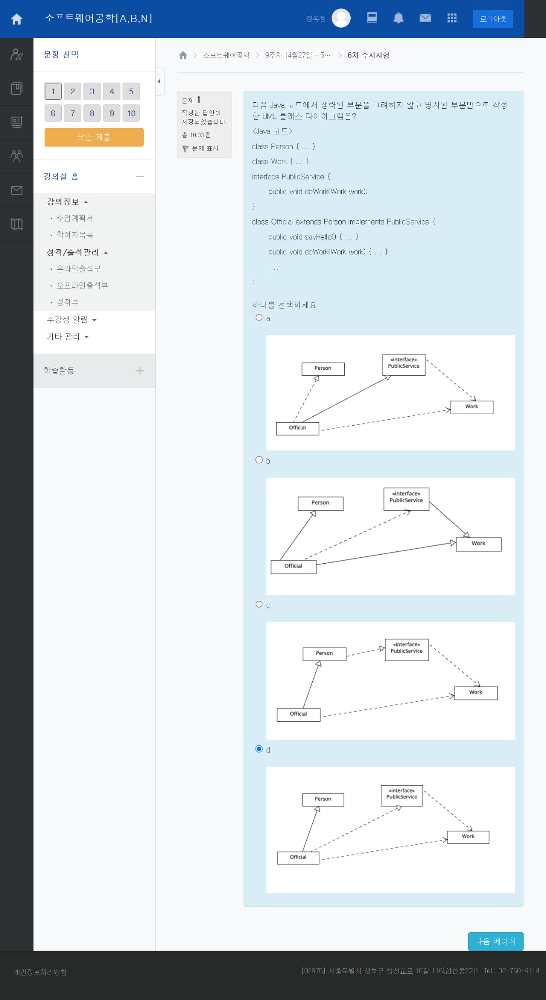 소프트웨어공학[A,B,N]
정유정
로그아웃
문항 선택
1 2 3 4 5
6 7 8 9 10
답안 제출
강의실 홈
강의정보
· 수업계획서
· 참여자목록
성적/출석관리
· 온라인출석부
· 오프라인출석부
· 성적부
수강생 알림
기타 관리
학습활동
소프트웨어공학
9주차 [4월27일 - 5…
6차 수시시험
문제 1
작성한 답안이
저장되었습니다.
총 10.00 점
문제 표시
다음 Java 코드에서 생략된 부분을 고려하지 않고 명시된 부분만으로 작성
한 UML 클래스 다이어그램은?
<Java 코드>
class Person { ... }
class Work { ... }
interface PublicService {
public void doWork(Work work);
}
class Official extends Person implements PublicService {
public void sayHello() { ... }
public void doWork(Work work) { ... }
...
}
하나를 선택하세요.
a.
«interface»
PublicService
Person
Work
Official
b.
«interface»
PublicService
Person
Work
Official
c.
«interface»
PublicService
Person
Work
Official
d.
«interface»
PublicService
Person
Work
Official
다음 페이지
개인정보처리방침
[02876] 서울특별시 성북구 삼선교로 16길 116(삼선동2가) Tel : 02-760-4114